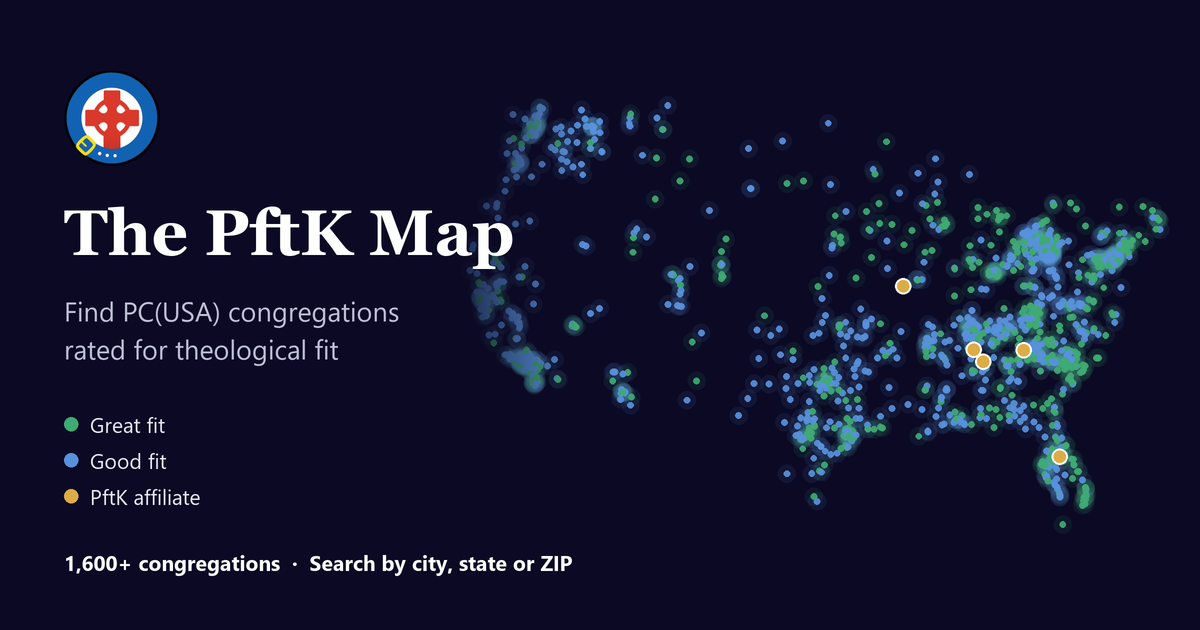 The PftK Map
Find PC(USA) congregations
rated for theological fit
Great fit
Good fit
PftK affiliate
1,600+ congregations · Search by city, state or ZIP